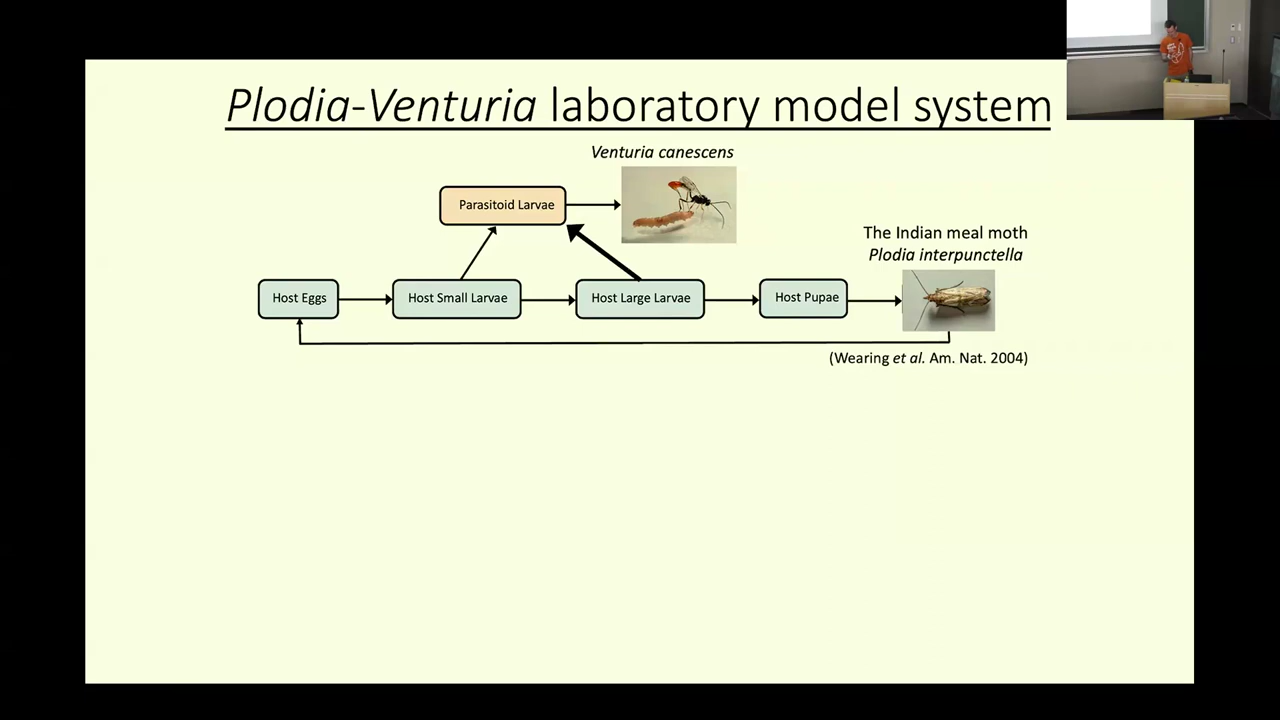 Plodia-Venturia laboratory model system
Venturia canescens
Parasitoid Larvae
The Indian meal moth
Plodia interpunctella
Host Eggs
Host Small Larvae
Host Large Larvae
Host Pupae
(Wearing et al. Am. Nat. 2004)